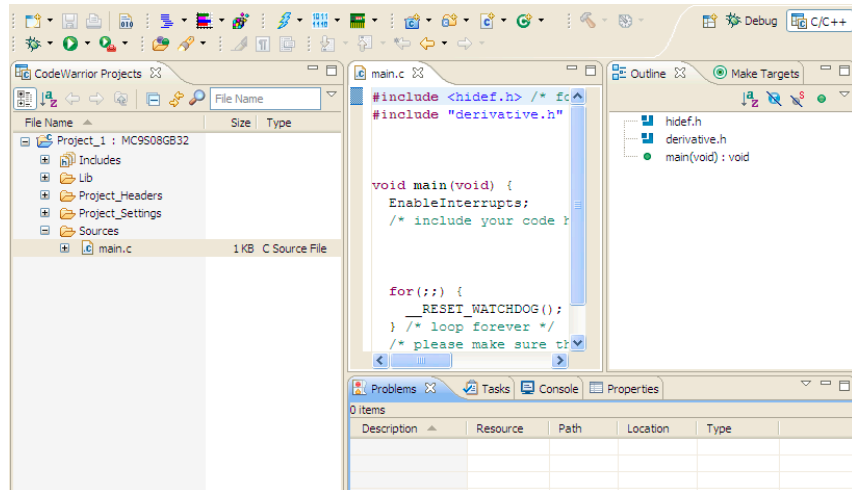 Debug
C/C++
CodeWarrior Projects
File Name
File Name Size Type
Project_1 : MC9S08GB32
Includes
Lib
Project_Headers
Project_Settings
Sources
main.c 1 KB C Source File
main.c
#include <hidef.h> /* fo
#include "derivative.h"
void main(void) {
EnableInterrupts;
/* include your code h
for(;;) {
__RESET_WATCHDOG();
} /* loop forever */
/* please make sure th
Outline
Make Targets
hidef.h
derivative.h
main(void) : void
Problems
Tasks
Console
Properties
0 items
Description Resource Path Location Type